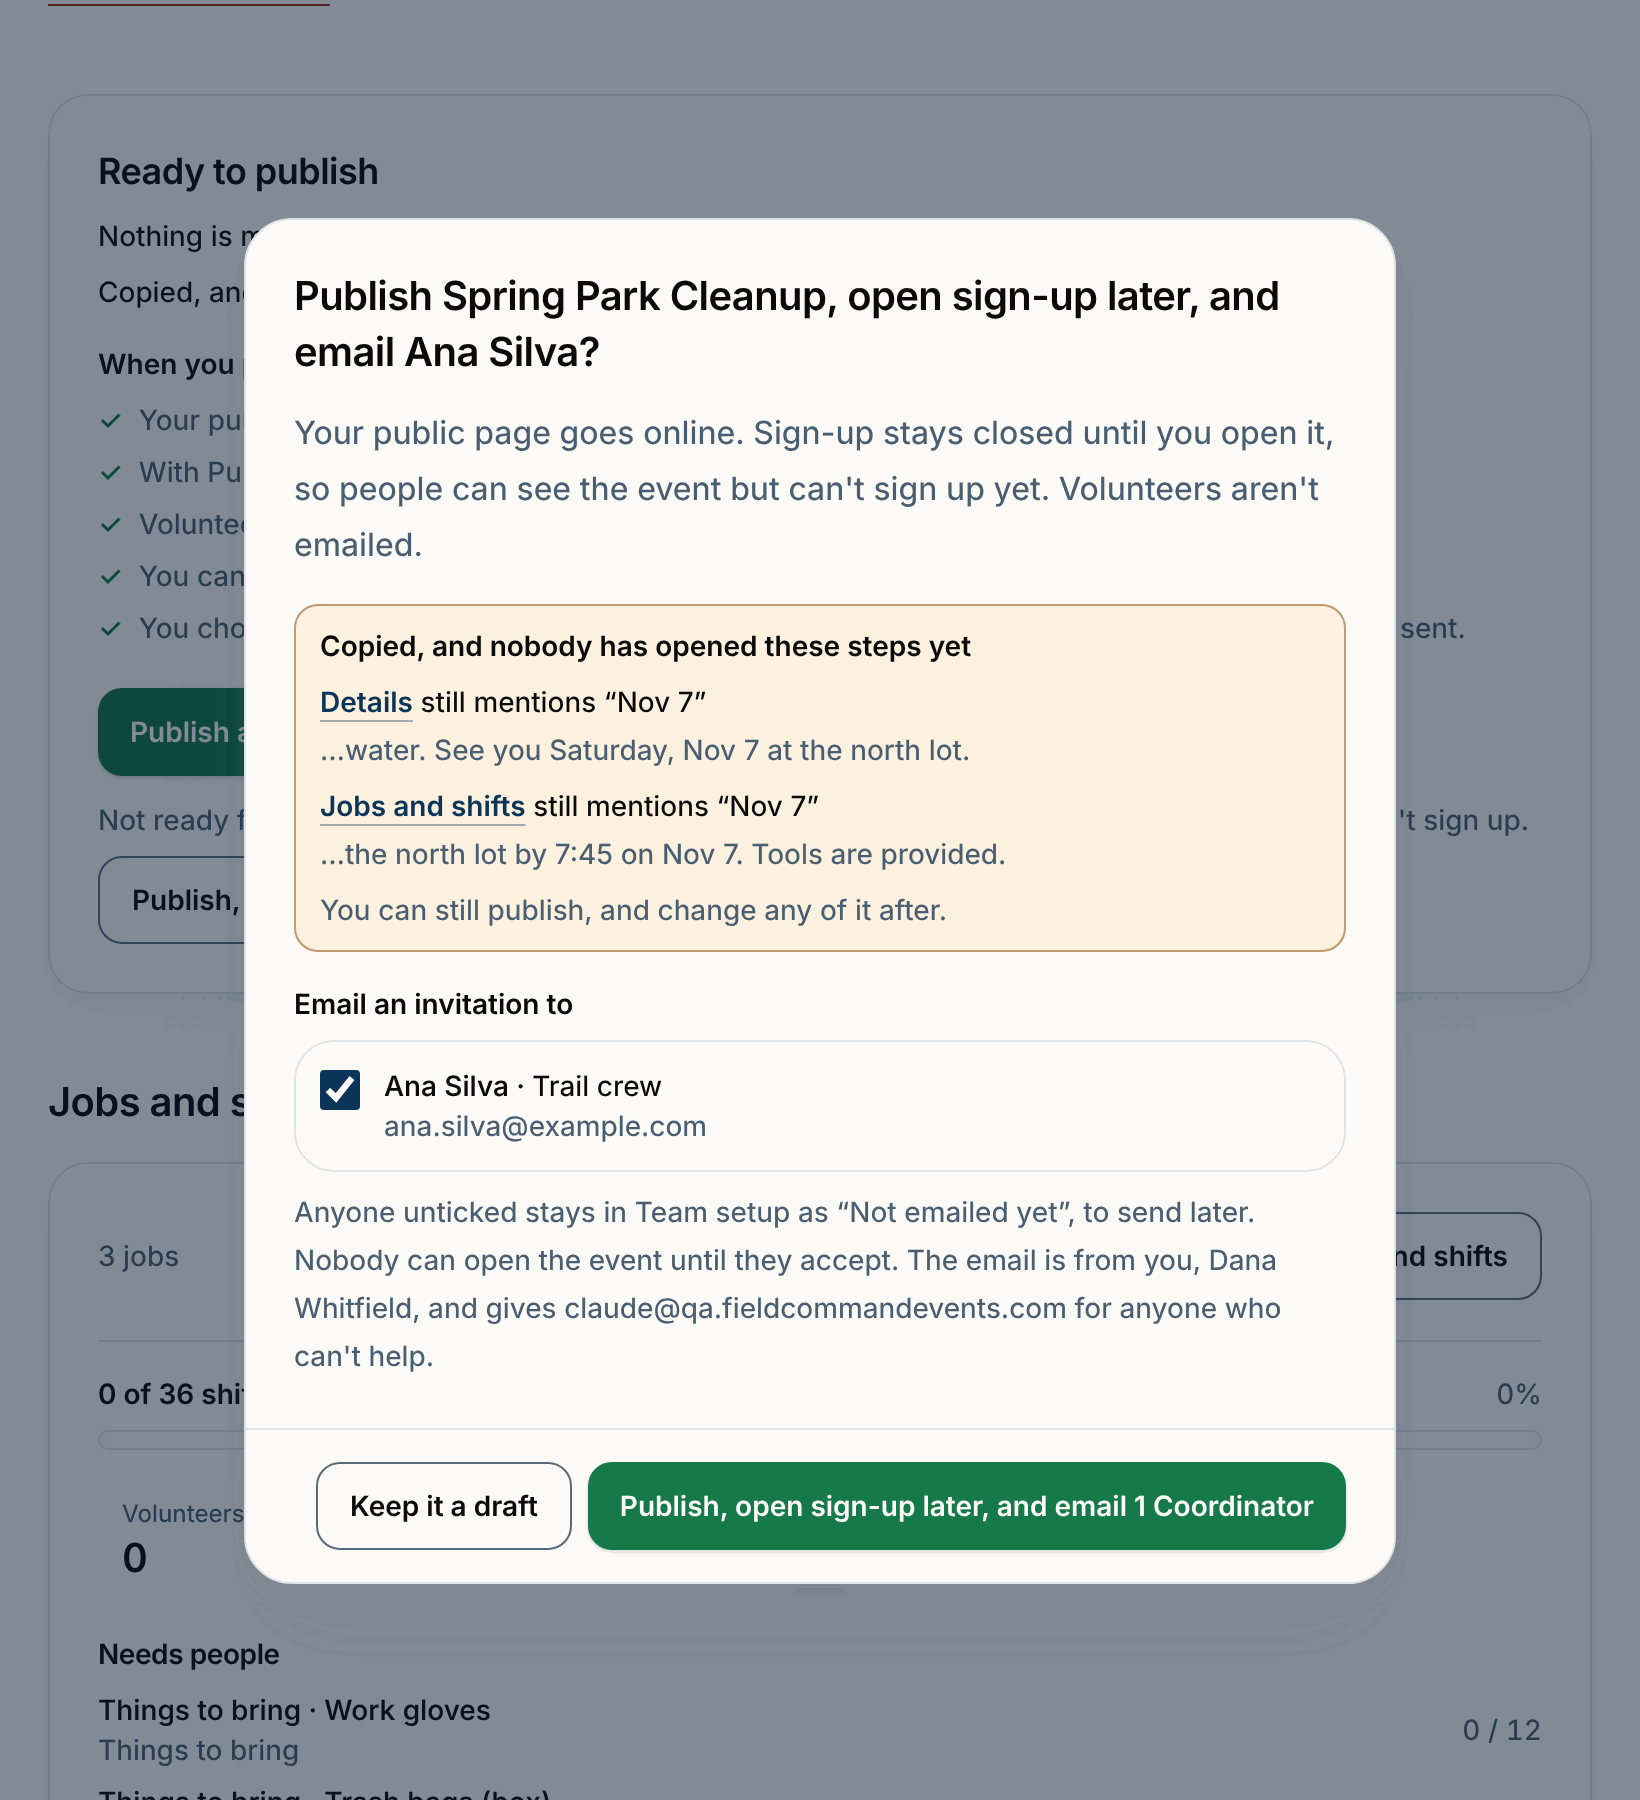 Ready to publish
Nothing is
Copied, and
When you
Your
With
You can
You
sent.
Publish
Not ready
't sign up.
Publish,
Publish Spring Park Cleanup, open sign-up later, and
email Ana Silva?
Your public page goes online. Sign-up stays closed until you open it,
so people can see the event but can't sign up yet. Volunteers aren't
emailed.
Copied, and nobody has opened these steps yet
Details still mentions “Nov 7”
...water. See you Saturday, Nov 7 at the north lot.
Jobs and shifts still mentions “Nov 7”
...the north lot by 7:45 on Nov 7. Tools are provided.
You can still publish, and change any of it after.
Email an invitation to
Ana Silva · Trail crew
ana.silva@example.com
Anyone unticked stays in Team setup as “Not emailed yet”, to send later.
Nobody can open the event until they accept. The email is from you, Dana
Whitfield, and gives claude@qa.fieldcommandevents.com for anyone who
can't help.
Keep it a draft
Publish, open sign-up later, and email 1 Coordinator
Jobs and
3 jobs
shifts
0 of 36
0%
Volunteers
0
Needs people
Things to bring · Work gloves
Things to bring
0 / 12
Things to bring · Trash bags (box)